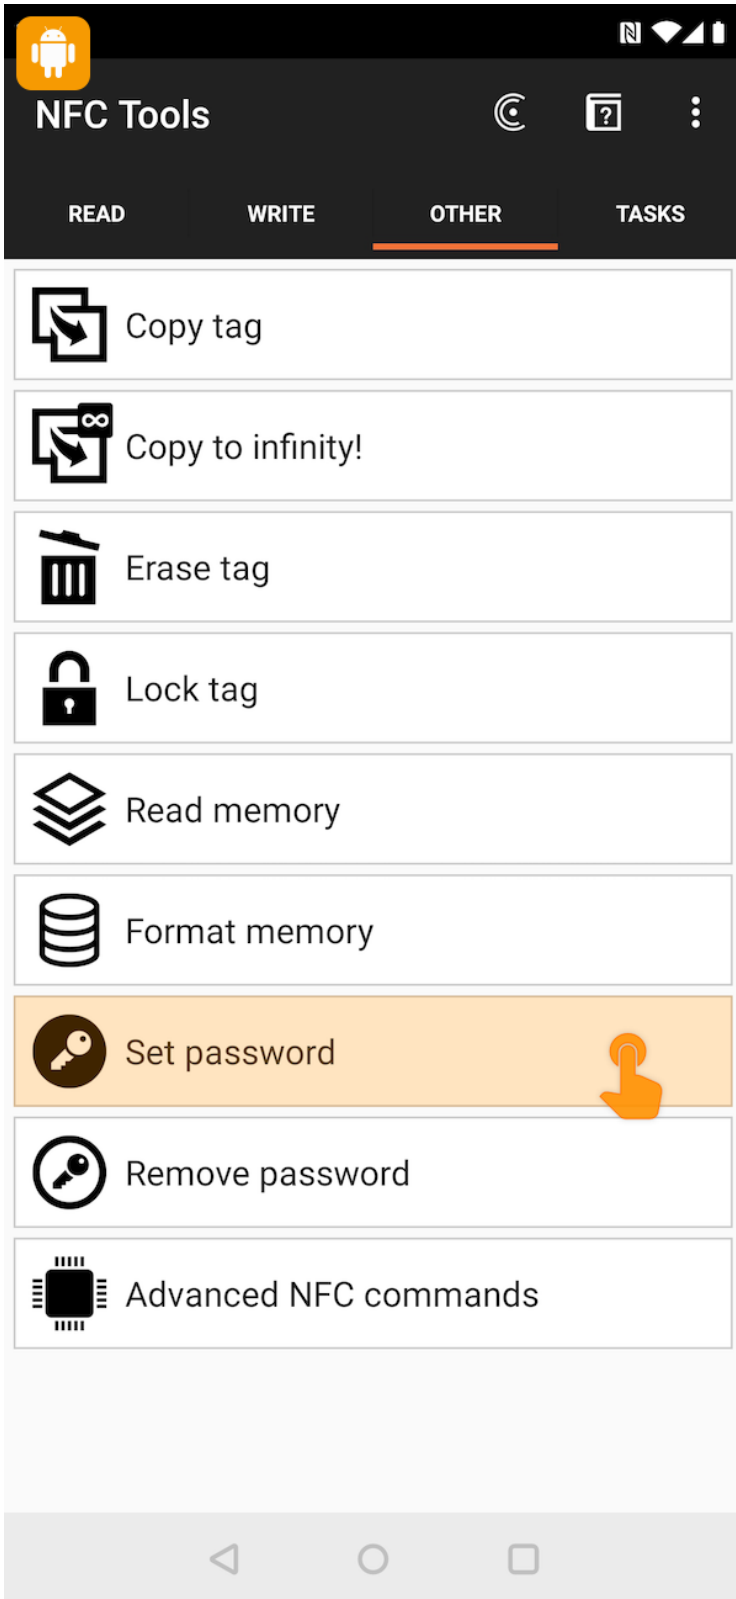 NFC Tools
READ WRITE OTHER TASKS
Copy tag
Copy to infinity!
Erase tag
Lock tag
Read memory
Format memory
Set password
Remove password
Advanced NFC commands